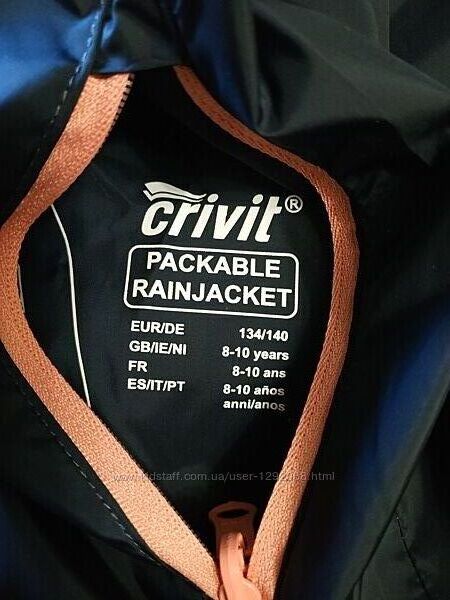 crivit®
PACKABLE
RAINJACKET
EUR/DE 134/140
GB/IE/NI 8-10 years
FR 8-10 ans
ES/IT/PT 8-10 años
anni/anos